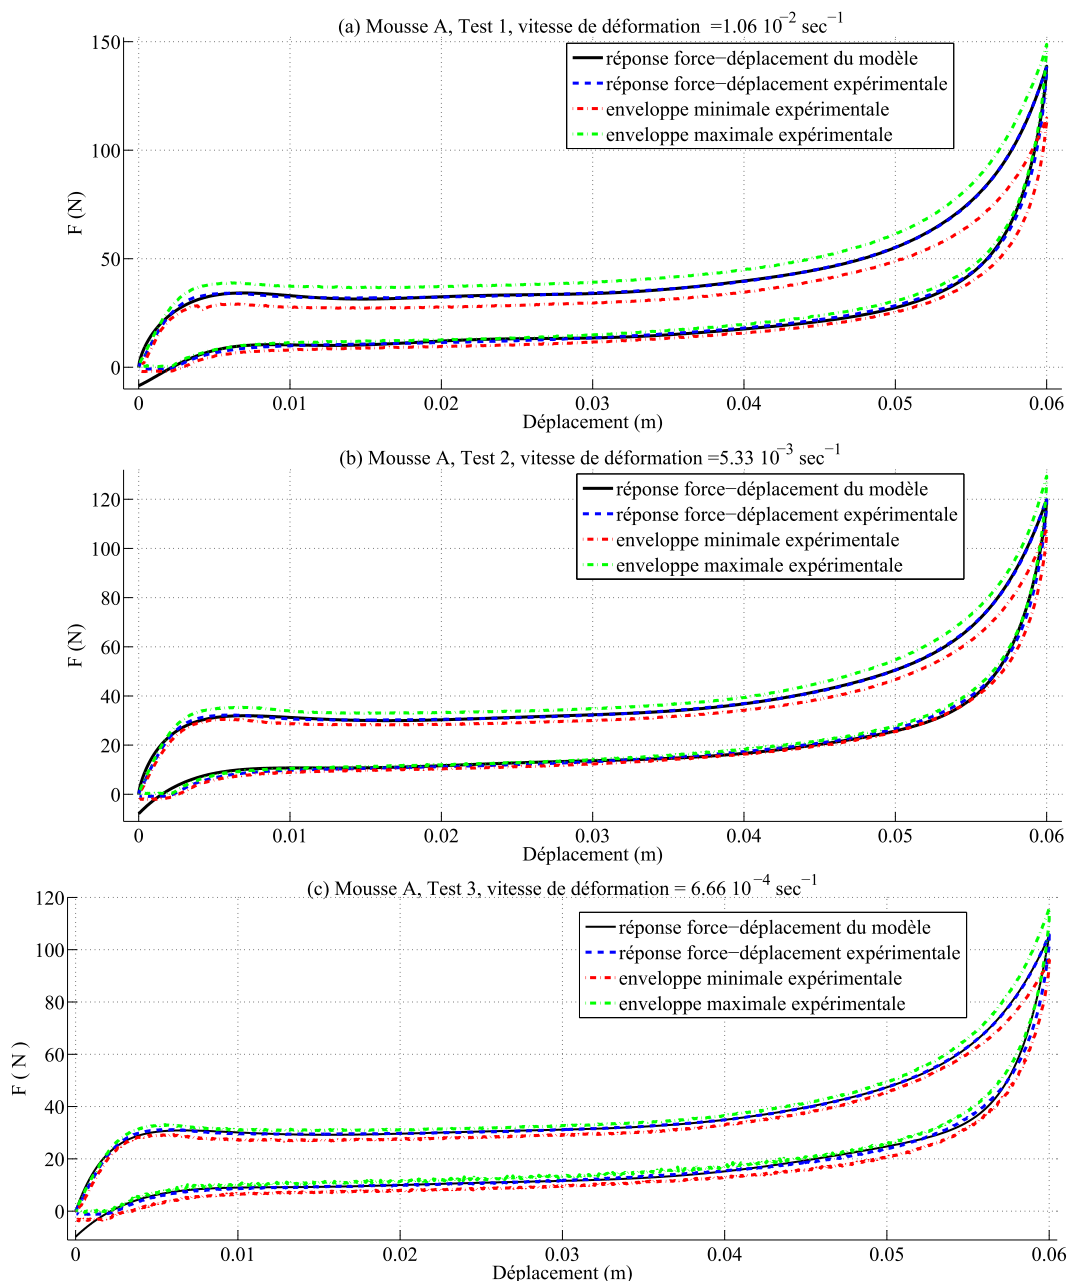 (a) Mousse A, Test 1, vitesse de déformation =1.06 10⁻² sec⁻¹
réponse force−déplacement du modèle
réponse force−déplacement expérimentale
enveloppe minimale expérimentale
enveloppe maximale expérimentale
150
100
50
0
F (N)
0 0.01 0.02 0.03 0.04 0.05 0.06
Déplacement (m)
(b) Mousse A, Test 2, vitesse de déformation =5.33 10⁻³ sec⁻¹
réponse force−déplacement du modèle
réponse force−déplacement expérimentale
enveloppe minimale expérimentale
enveloppe maximale expérimentale
120
100
80
60
40
20
0
F (N)
0 0.01 0.02 0.03 0.04 0.05 0.06
Déplacement (m)
(c) Mousse A, Test 3, vitesse de déformation = 6.66 10⁻⁴ sec⁻¹
réponse force−déplacement du modèle
réponse force−déplacement expérimentale
enveloppe minimale expérimentale
enveloppe maximale expérimentale
120
100
80
60
40
20
0
F ( N )
0 0.01 0.02 0.03 0.04 0.05 0.06
Déplacement (m)